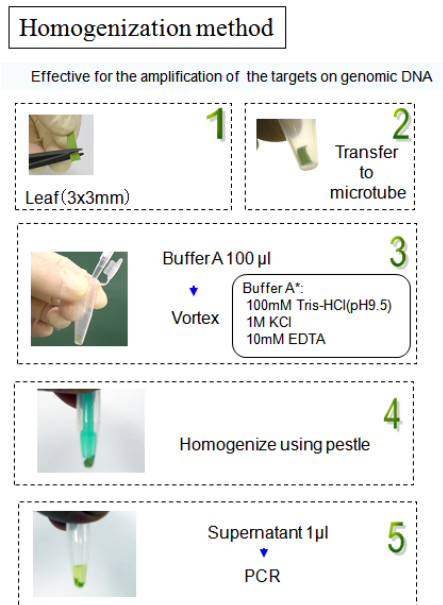 Homogenization method
Effective for the amplification of the targets on genomic DNA
1
Leaf(3x3mm)
2
Transfer
to
microtube
3
Buffer A 100 µl
Vortex
Buffer A*:
100mM Tris-HCl(pH9.5)
1M KCl
10mM EDTA
4
Homogenize using pestle
5
Supernatant 1µl
PCR